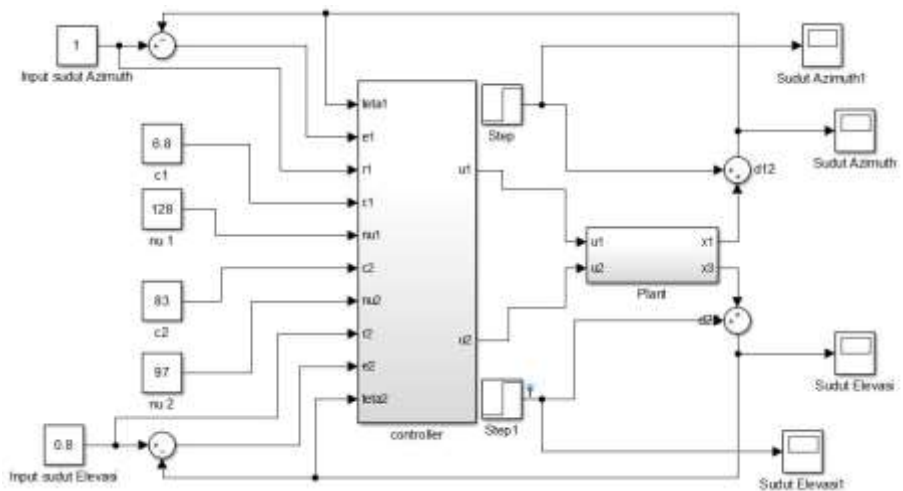 1
Input sudut Azimuth
6.8
c1
128
nu 1
83
c2
97
nu 2
0.8
Input sudut Elevasi
teta1
e1
r1
c1
nu1
c2
nu2
r2
e2
teta2
u1
u2
controller
Step
Step1
u1
u2
x1
x3
Plant
d12
d2
Sudut Azimuth1
Sudut Azimuth
Sudut Elevasi
Sudut Elevasi1